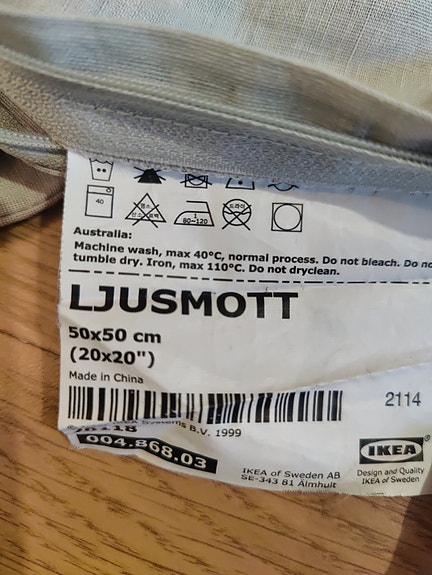 40
80~120
Australia:
Machine wash, max 40°C, normal process. Do not bleach. Do
tumble dry. Iron, max 110°C. Do not dryclean.
LJUSMOTT
50x50 cm
(20x20")
Made in China
2114
Systems B.V. 1999
004.868.03
IKEA®
IKEA of Sweden AB
SE-343 81 Älmhult
Design and Quality
IKEA of Sweden